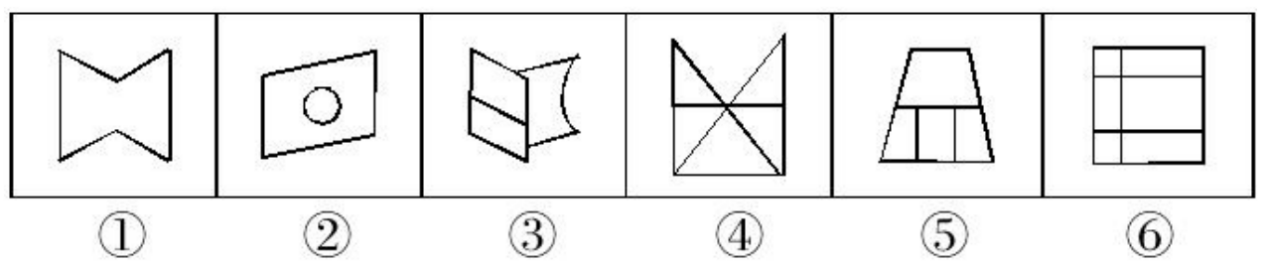 ① ② ③ ④ ⑤ ⑥